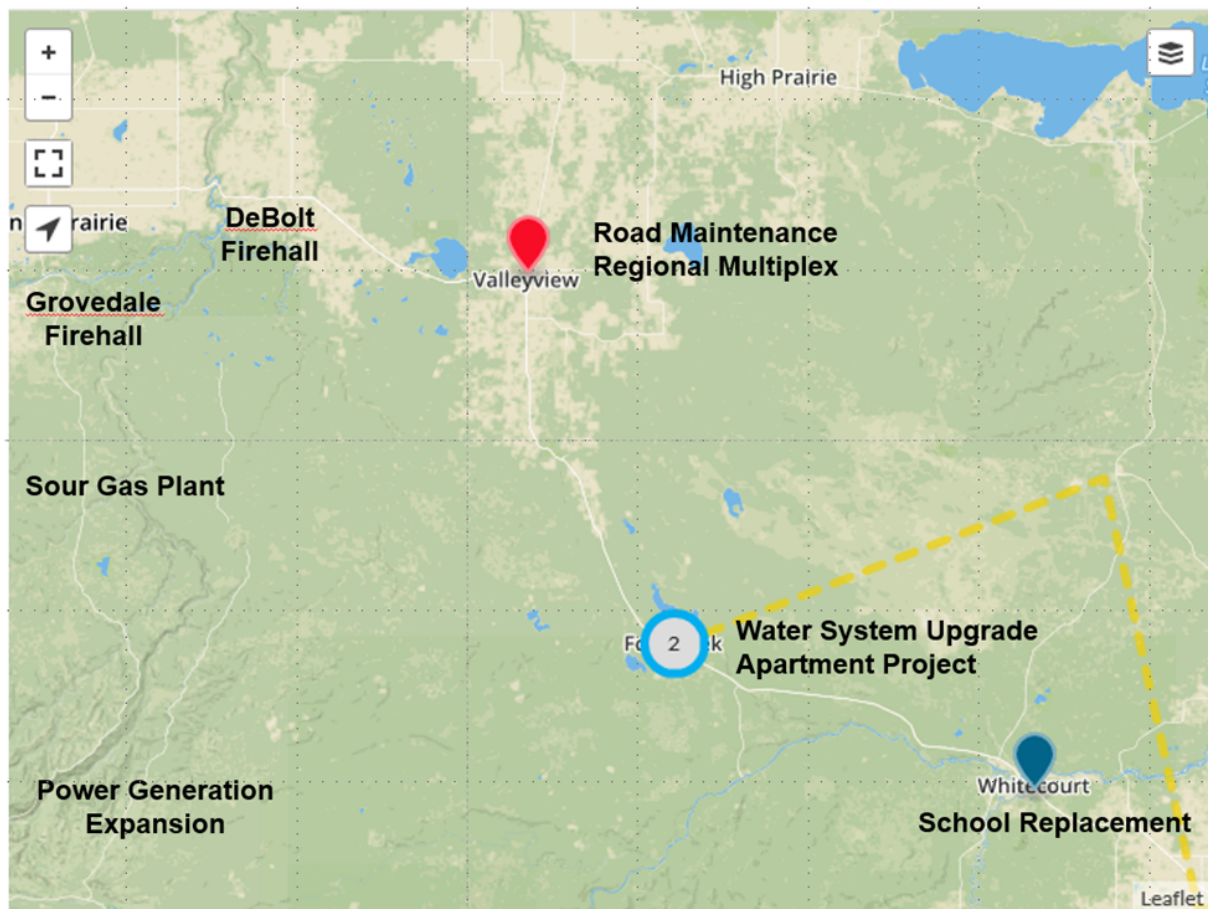 +
High Prairie
−
DeBolt
Firehall
rairie
Road Maintenance
Regional Multiplex
Valleyview
Grovedale
Firehall
Sour Gas Plant
2
Water System Upgrade
Apartment Project
Power Generation
Expansion
Whitecourt
School Replacement
Leaflet